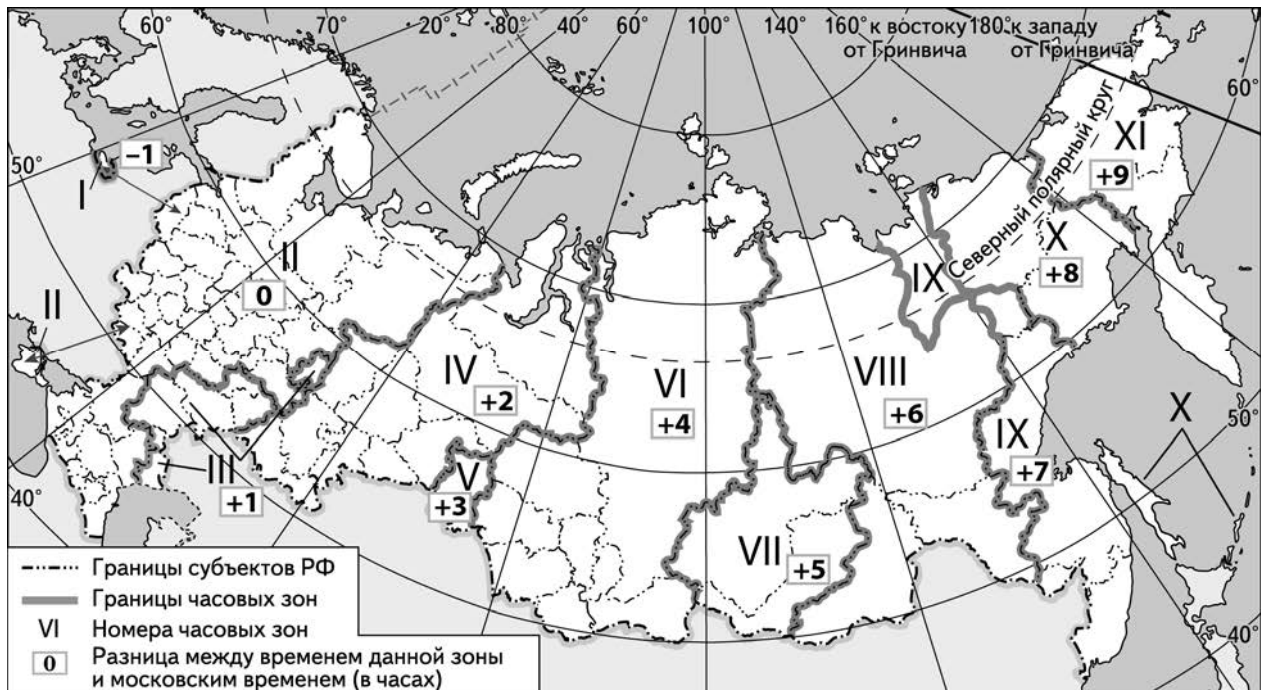 60° 70° 20° 40° 60° 80° 100° 120° 140° 160° к востоку 180° к западу
от Гринвича от Гринвича
60°
50°
–1
I
XI
+9
Северный полярный круг
II
0
X
+8
IX
II
IV
+2
VI
+4
VIII
+6
X
50°
IX
+7
V
+3
III
+1
40°
VII
+5
40°
Границы субъектов РФ
Границы часовых зон
VI Номера часовых зон
0 Разница между временем данной зоны
и московским временем (в часах)